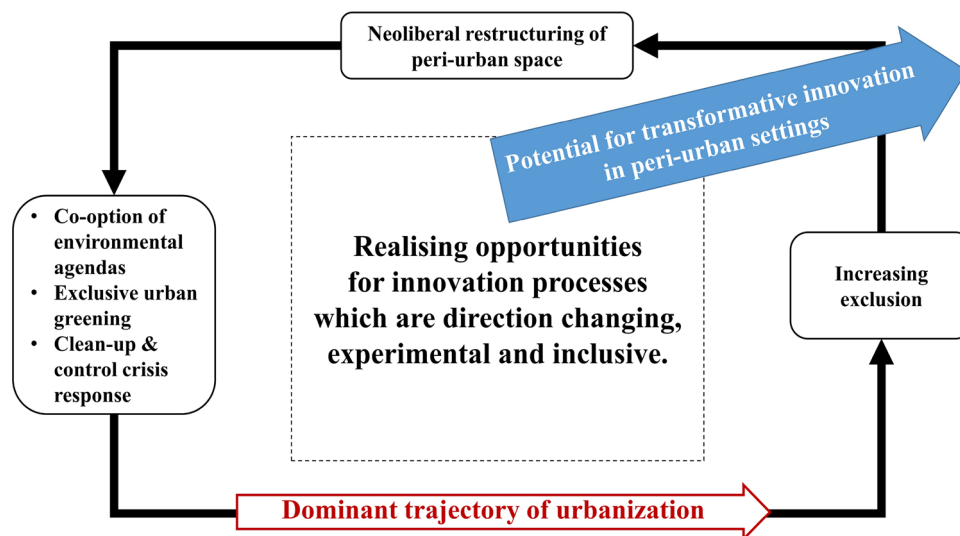 Neoliberal restructuring of
peri-urban space
Potential for transformative innovation
in peri-urban settings
• Co-option of
environmental
agendas
• Exclusive urban
greening
• Clean-up &
control crisis
response
Realising opportunities
for innovation processes
which are direction changing,
experimental and inclusive.
Increasing
exclusion
Dominant trajectory of urbanization